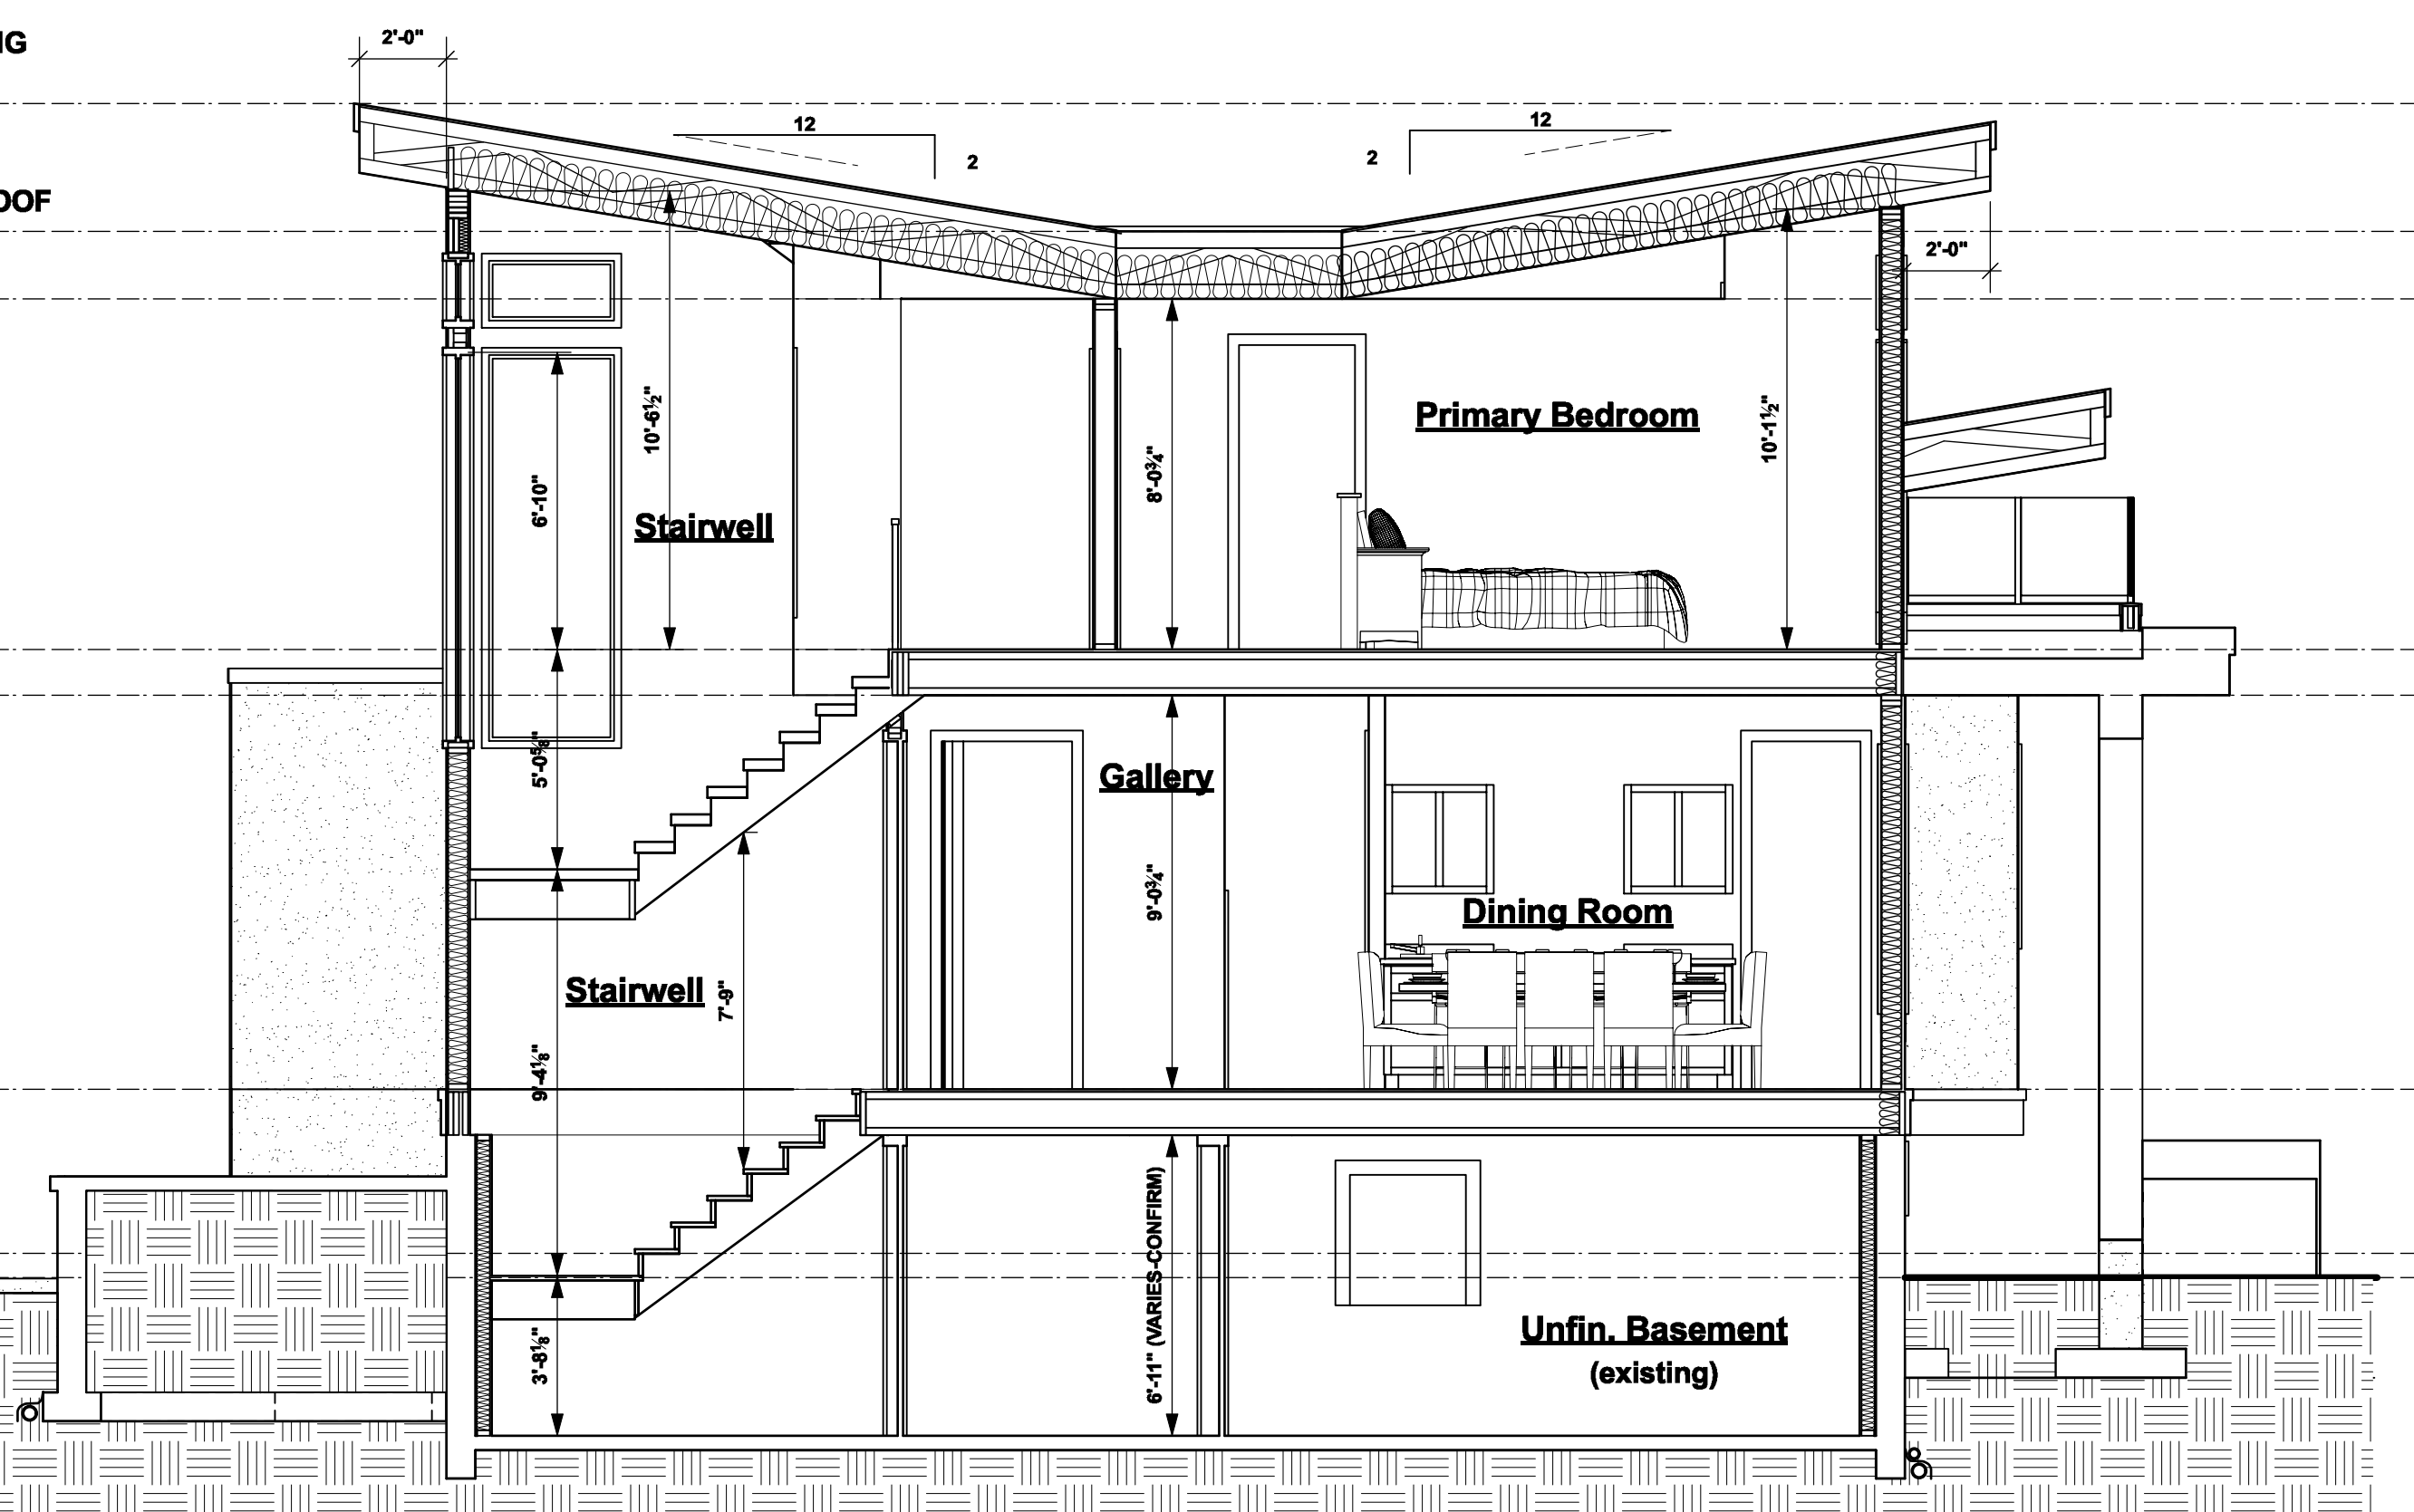 2'-0"
NG
12
2
12
2
OOF
2'-0"
10'-6½"
6'-10"
Stairwell
8'-0¾"
Primary Bedroom
10'-1½"
5'-0⅝"
Gallery
9'-0¾"
Dining Room
Stairwell
7'-9"
9'-4⅛"
3'-8⅛"
6'-11" (VARIES-CONFIRM)
Unfin. Basement
(existing)